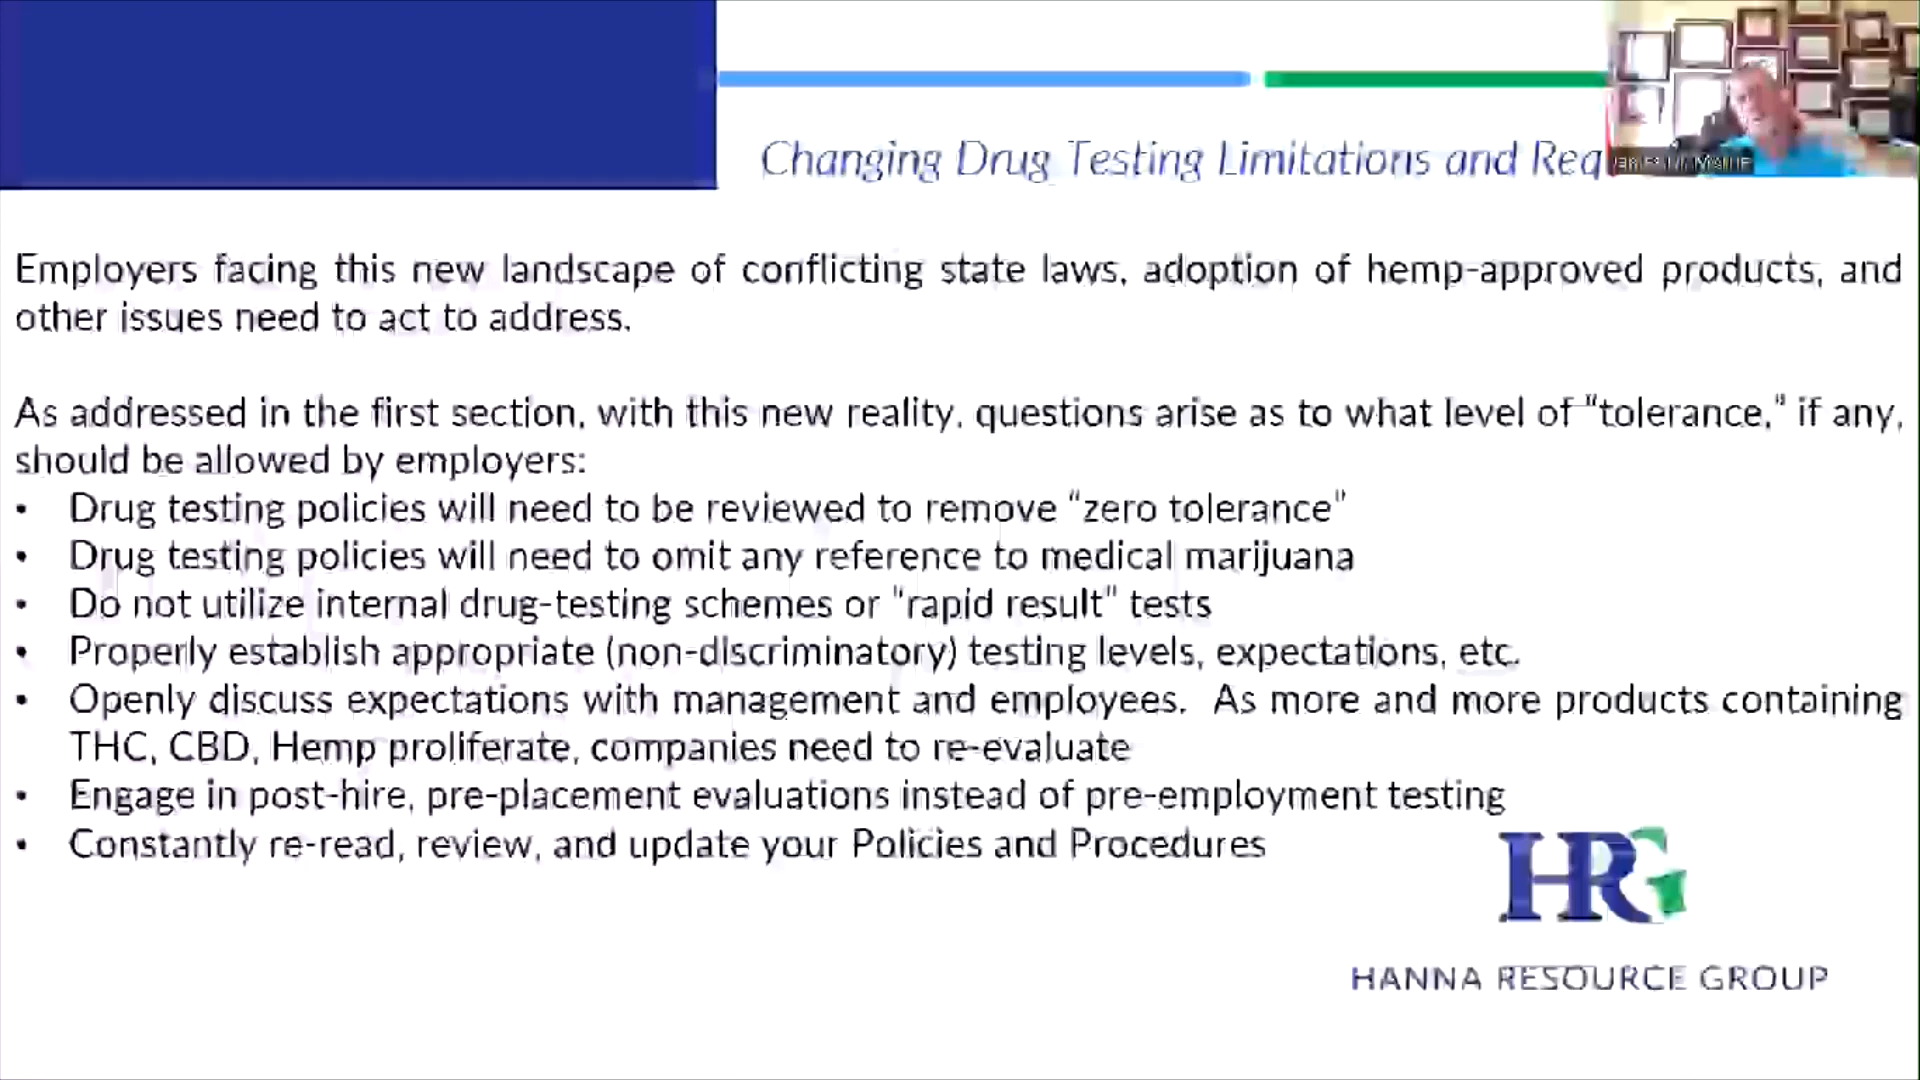 Changing Drug Testing Limitations and Req
Employers facing this new landscape of conflicting state laws, adoption of hemp-approved products, and
other issues need to act to address.
As addressed in the first section, with this new reality, questions arise as to what level of "tolerance," if any,
should be allowed by employers:
• Drug testing policies will need to be reviewed to remove "zero tolerance"
• Drug testing policies will need to omit any reference to medical marijuana
• Do not utilize internal drug-testing schemes or "rapid result" tests
• Properly establish appropriate (non-discriminatory) testing levels, expectations, etc.
• Openly discuss expectations with management and employees. As more and more products containing
THC, CBD, Hemp proliferate, companies need to re-evaluate
• Engage in post-hire, pre-placement evaluations instead of pre-employment testing
• Constantly re-read, review, and update your Policies and Procedures
HRG
HANNA RESOURCE GROUP